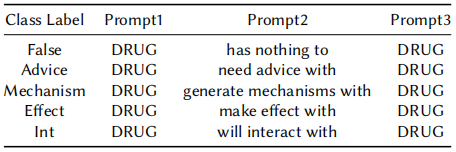 Class Label Prompt1 Prompt2 Prompt3
False DRUG has nothing to DRUG
Advice DRUG need advice with DRUG
Mechanism DRUG generate mechanisms with DRUG
Effect DRUG make effect with DRUG
Int DRUG will interact with DRUG